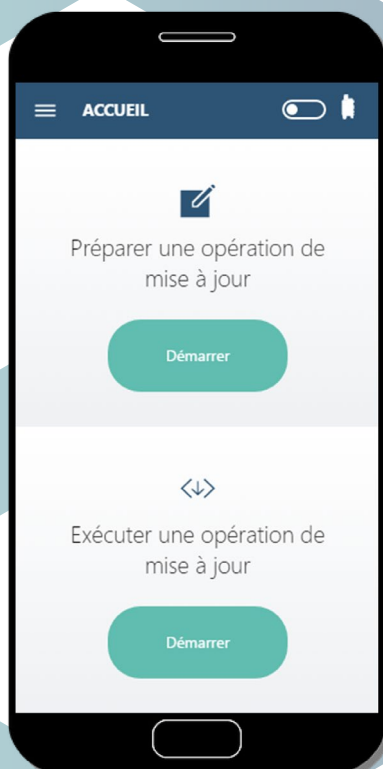 ACCUEIL
Préparer une opération de
mise à jour
Démarrer
Exécuter une opération de
mise à jour
Démarrer